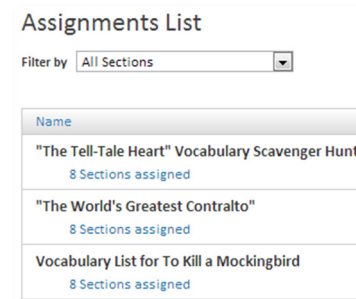 Assignments List
Filter by All Sections
Name
"The Tell-Tale Heart" Vocabulary Scavenger Hunt
8 Sections assigned
"The World's Greatest Contralto"
8 Sections assigned
Vocabulary List for To Kill a Mockingbird
8 Sections assigned